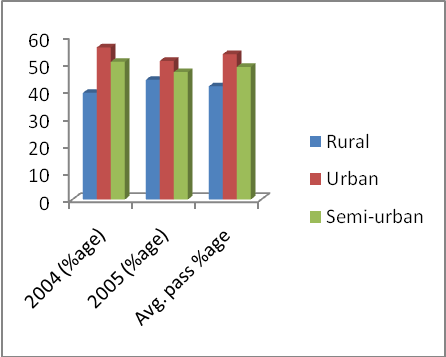 60
50
40
30
20
10
0
2004 (%age)
2005 (%age)
Avg. pass %age
Rural
Urban
Semi-urban